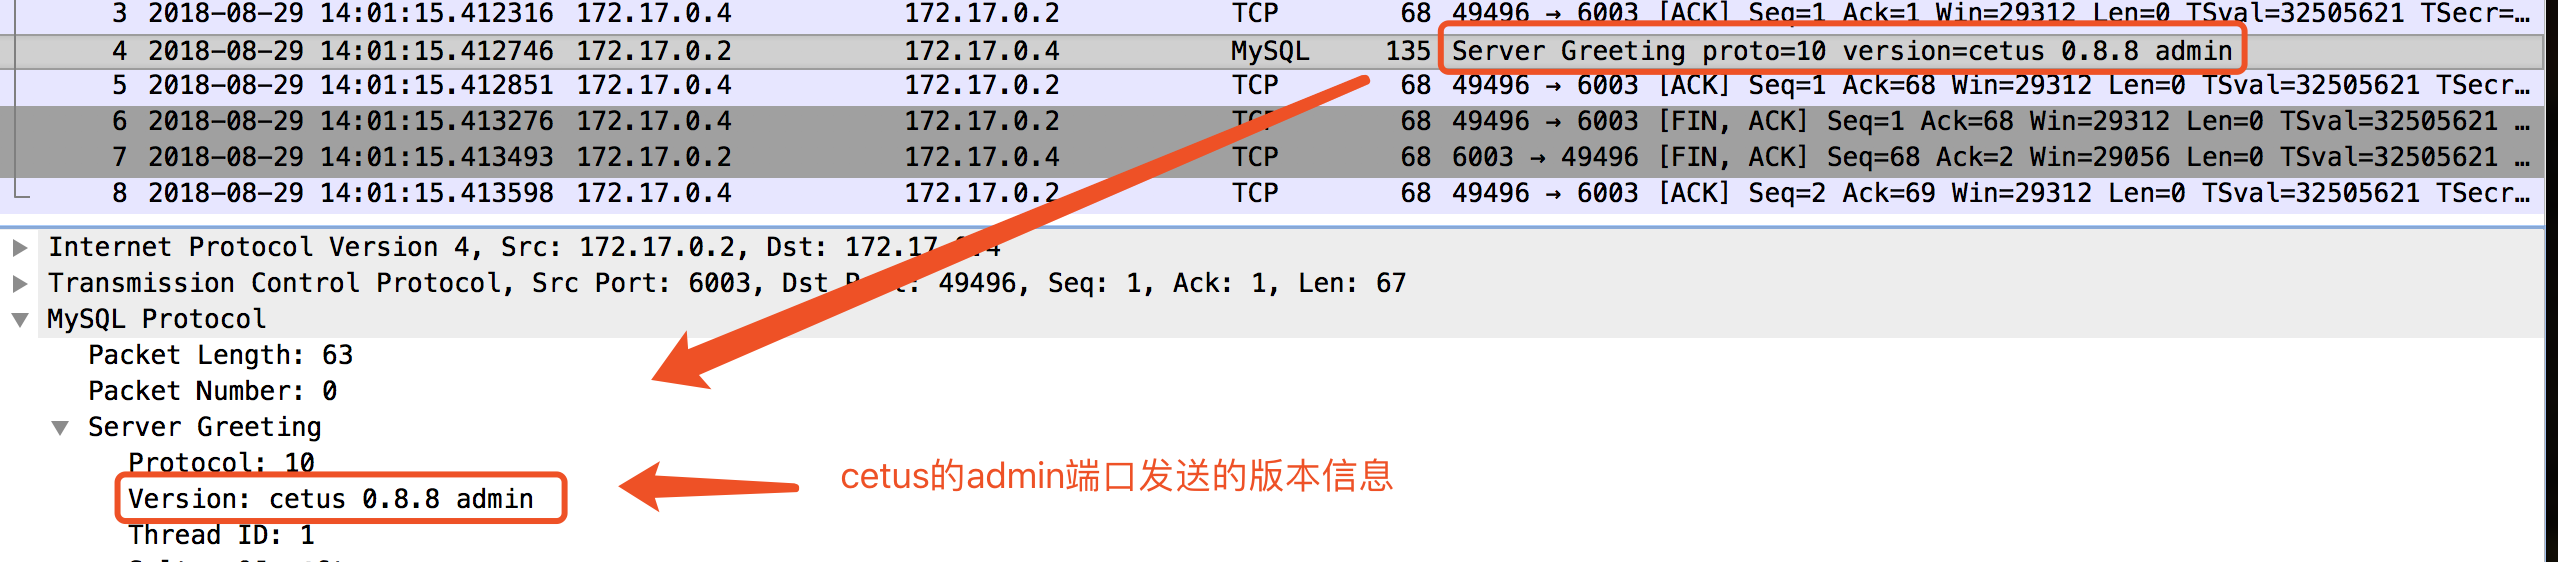 3 2018-08-29 14:01:15.412316 172.17.0.4 172.17.0.2 TCP 68 49496 → 6003 [ACK] Seq=1 Ack=1 Win=29312 Len=0 TSval=32505621 TSecr=…
4 2018-08-29 14:01:15.412746 172.17.0.2 172.17.0.4 MySQL 135 Server Greeting proto=10 version=cetus 0.8.8 admin
5 2018-08-29 14:01:15.412851 172.17.0.4 172.17.0.2 TCP 68 49496 → 6003 [ACK] Seq=1 Ack=68 Win=29312 Len=0 TSval=32505621 TSecr…
6 2018-08-29 14:01:15.413276 172.17.0.4 172.17.0.2 TCP 68 49496 → 6003 [FIN, ACK] Seq=1 Ack=68 Win=29312 Len=0 TSval=32505621 …
7 2018-08-29 14:01:15.413493 172.17.0.2 172.17.0.4 TCP 68 6003 → 49496 [FIN, ACK] Seq=68 Ack=2 Win=29056 Len=0 TSval=32505621 …
8 2018-08-29 14:01:15.413598 172.17.0.4 172.17.0.2 TCP 68 49496 → 6003 [ACK] Seq=2 Ack=69 Win=29312 Len=0 TSval=32505621 TSecr…
Internet Protocol Version 4, Src: 172.17.0.2, Dst: 172.17.0.4
Transmission Control Protocol, Src Port: 6003, Dst Port: 49496, Seq: 1, Ack: 1, Len: 67
MySQL Protocol
Packet Length: 63
Packet Number: 0
Server Greeting
Protocol: 10
Version: cetus 0.8.8 admin
cetus的admin端口发送的版本信息
Thread ID: 1